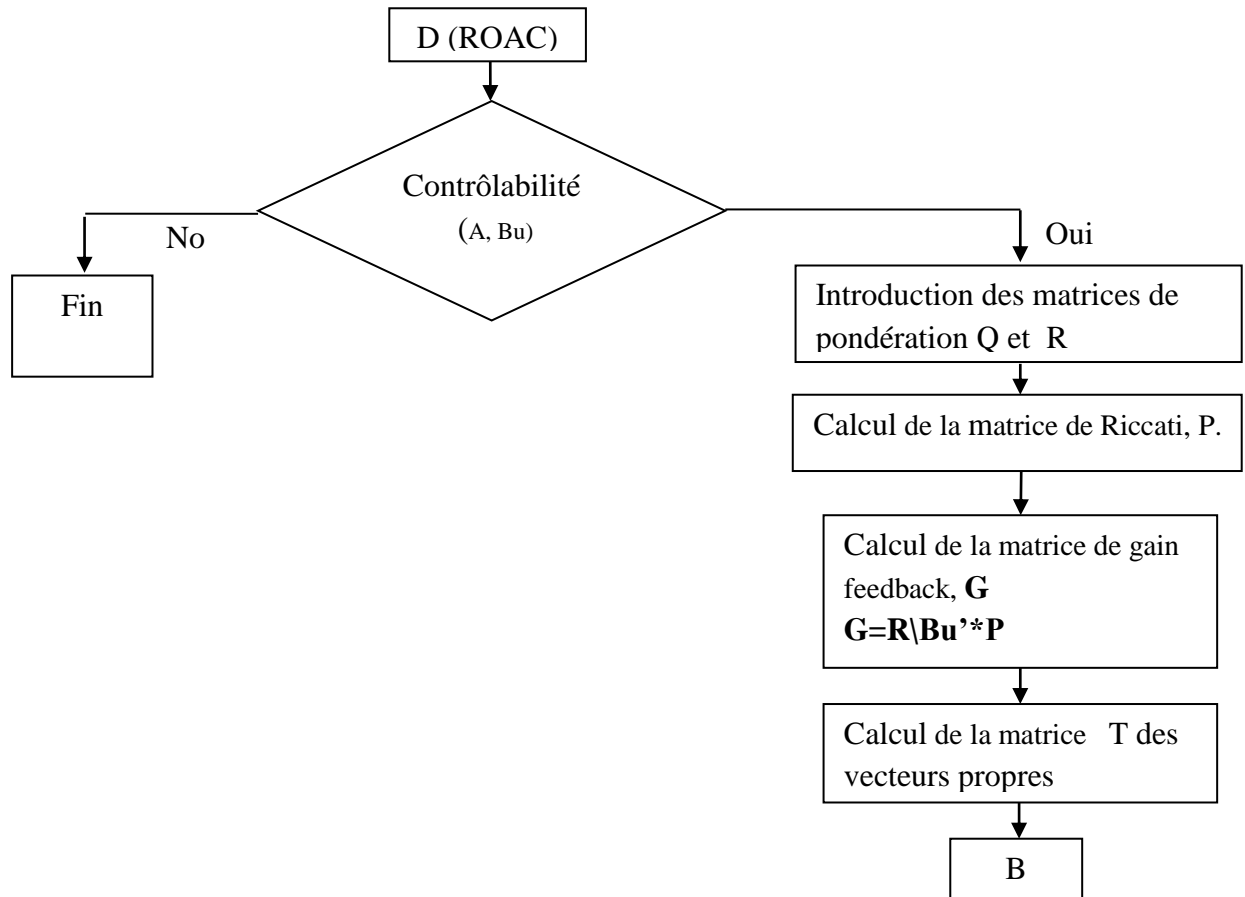 D (ROAC)
Contrôlabilité
(A, Bu)
No
Oui
Fin
Introduction des matrices de
pondération Q et R
Calcul de la matrice de Riccati, P.
Calcul de la matrice de gain
feedback, G
G=R\Bu’*P
Calcul de la matrice T des
vecteurs propres
B